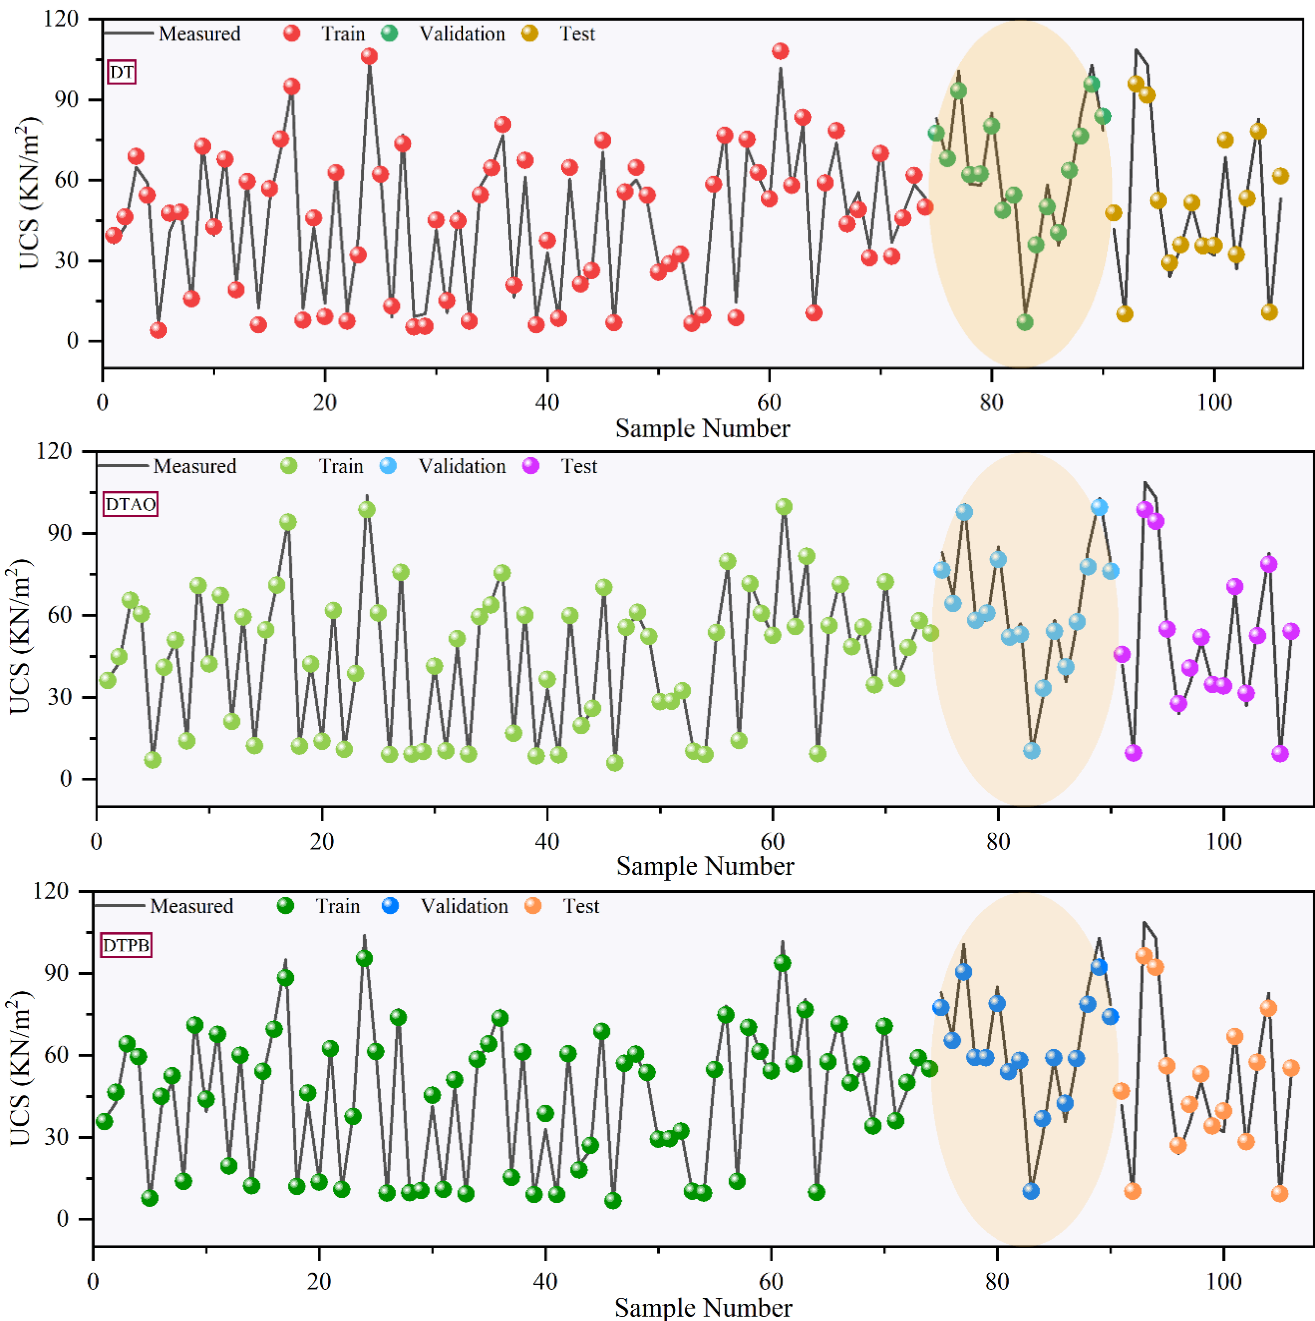 120
Measured Train Validation Test
DT
90
60
30
0
UCS (KN/m²)
0 20 40 60 80 100
Sample Number
120
Measured Train Validation Test
DTAO
90
60
30
0
UCS (KN/m²)
0 20 40 60 80 100
Sample Number
120
Measured Train Validation Test
DTPB
90
60
30
0
UCS (KN/m²)
0 20 40 60 80 100
Sample Number